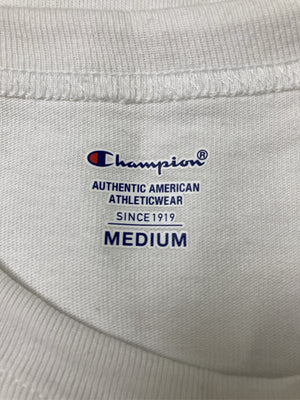 Champion®
AUTHENTIC AMERICAN
ATHLETICWEAR
SINCE 1919
MEDIUM